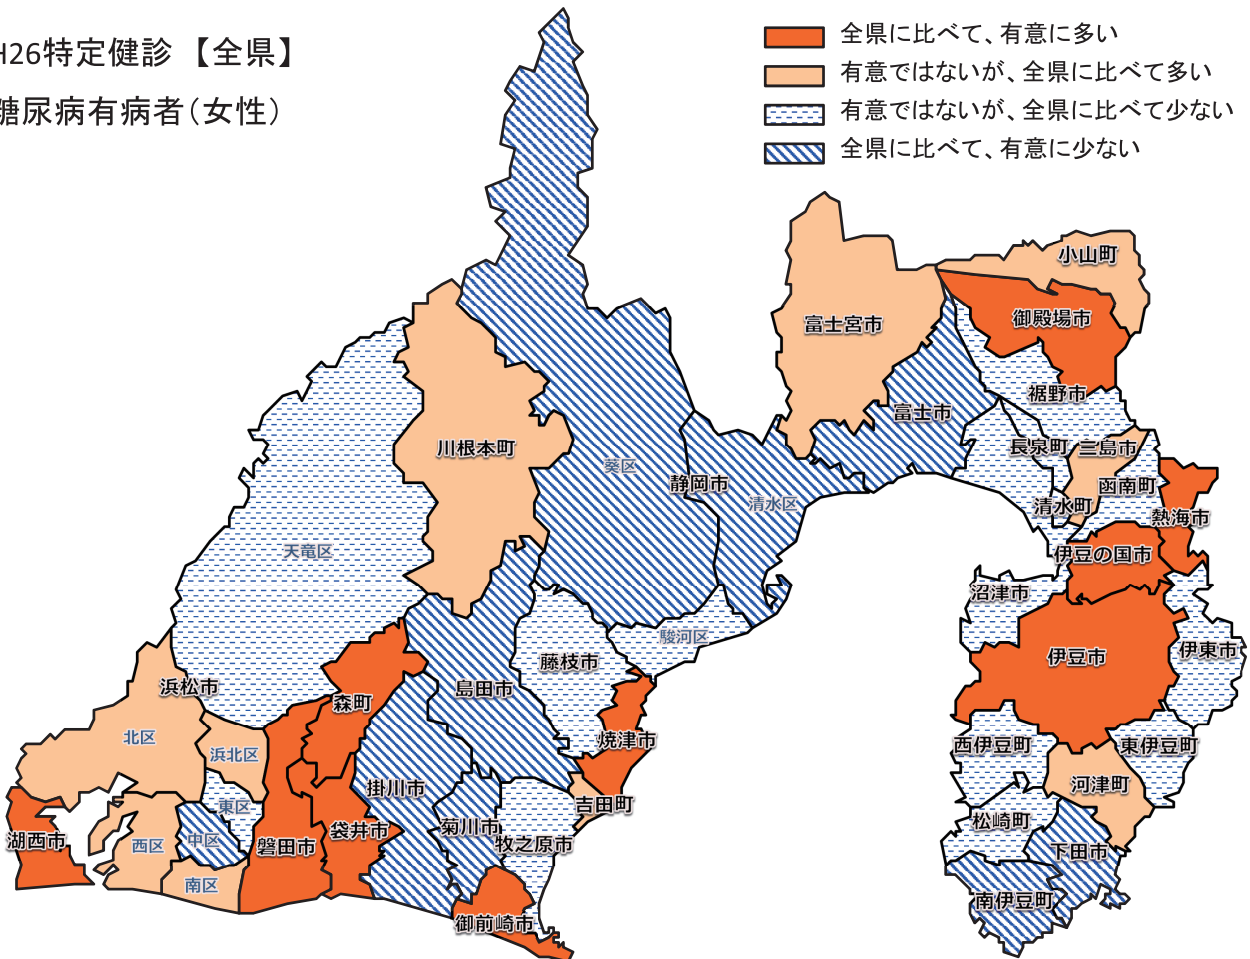 H26特定健診 【全県】
糖尿病有病者(女性)
全県に比べて、有意に多い
有意ではないが、全県に比べて多い
有意ではないが、全県に比べて少ない
全県に比べて、有意に少ない
小山町
御殿場市
富士宮市
裾野市
富士市
長泉町
三島市
川根本町
葵区
静岡市
清水区
函南町
清水町
熱海市
天竜区
伊豆の国市
沼津市
駿河区
伊東市
伊豆市
藤枝市
浜松市
島田市
森町
北区
浜北区
焼津市
西伊豆町
東伊豆町
掛川市
河津町
東区
吉田町
湖西市
西区
中区
磐田市
袋井市
菊川市
牧之原市
松崎町
下田市
南区
南伊豆町
御前崎市